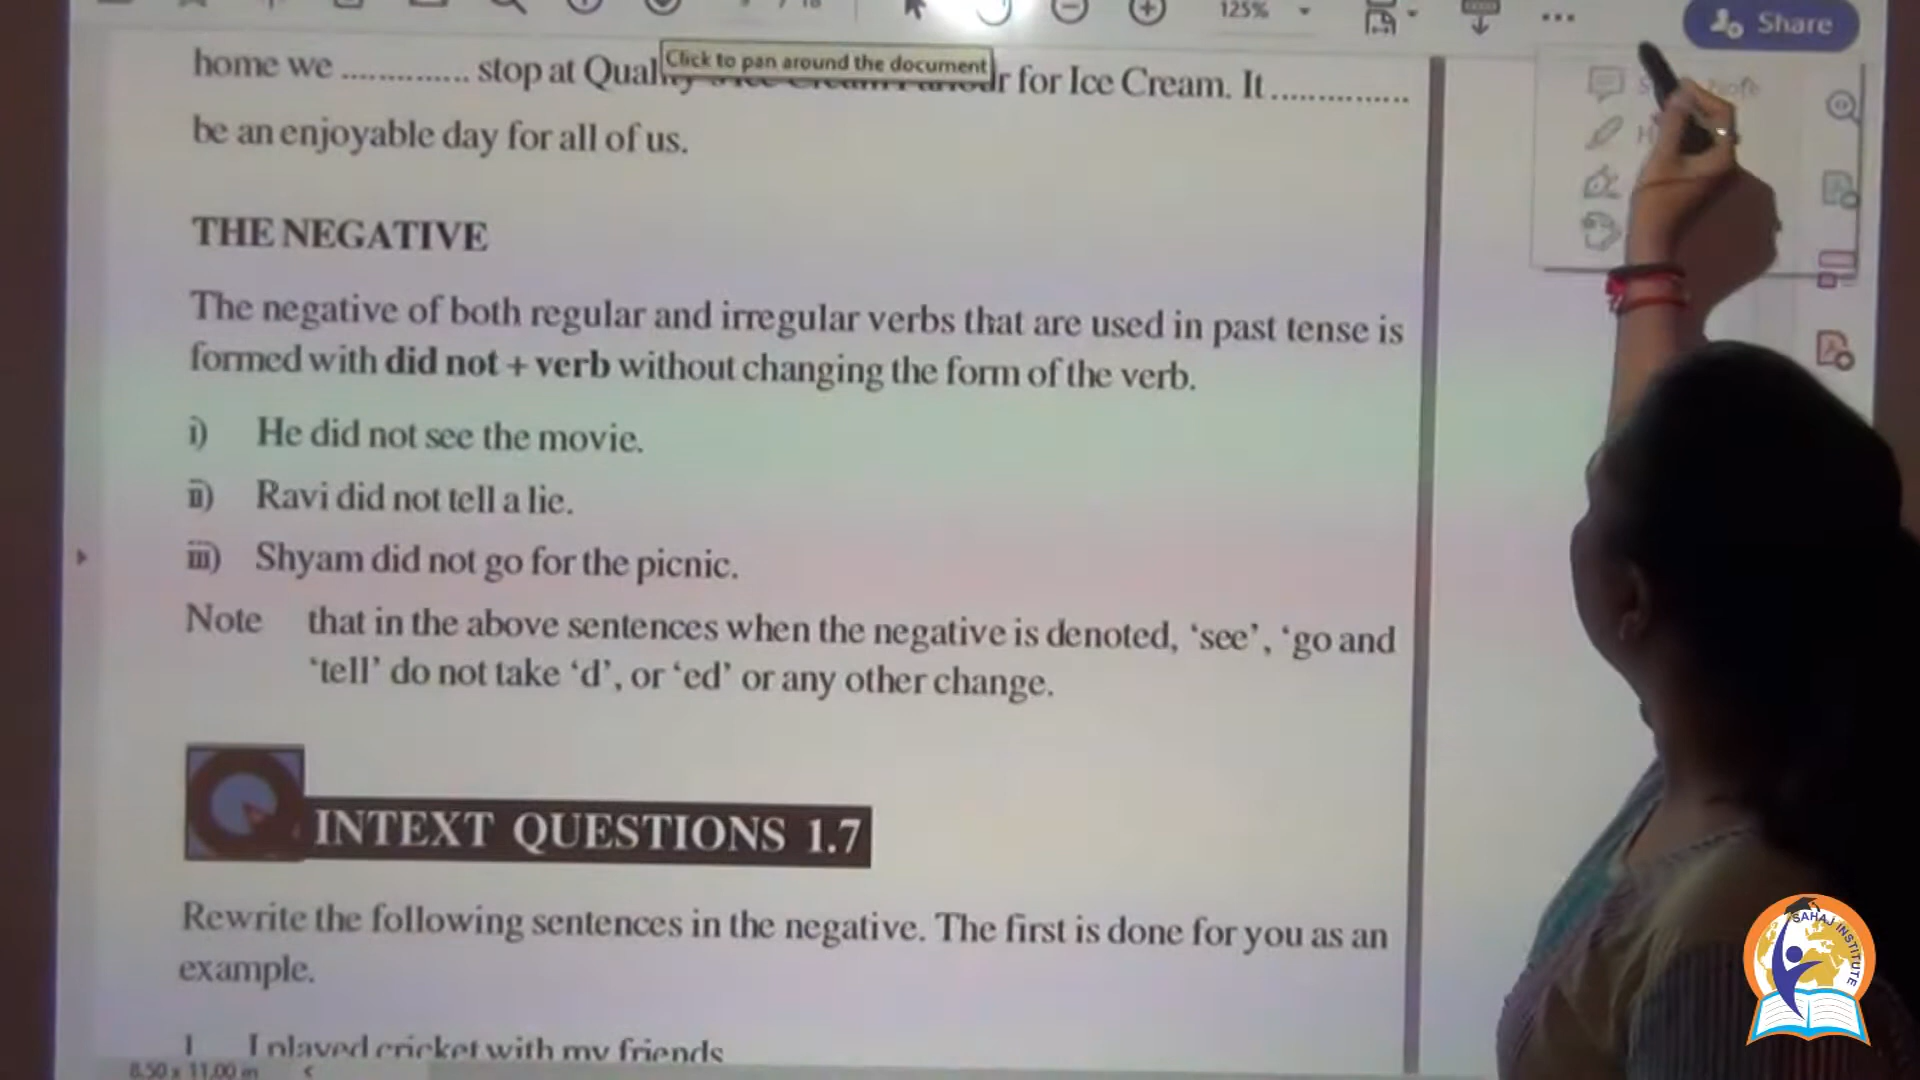 125%
Share
Click to pan around the document
home we .............. stop at Quality r for Ice Cream. It ...............
be an enjoyable day for all of us.
THE NEGATIVE
The negative of both regular and irregular verbs that are used in past tense is
formed with did not + verb without changing the form of the verb.
i) He did not see the movie.
ii) Ravi did not tell a lie.
iii) Shyam did not go for the picnic.
Note that in the above sentences when the negative is denoted, ‘see’, ‘go and
‘tell’ do not take ‘d’, or ‘ed’ or any other change.
INTEXT QUESTIONS 1.7
Rewrite the following sentences in the negative. The first is done for you as an
example.
1 I played cricket with my friends
8.50 x 11.00 in
SAHAJ INSTITUTE